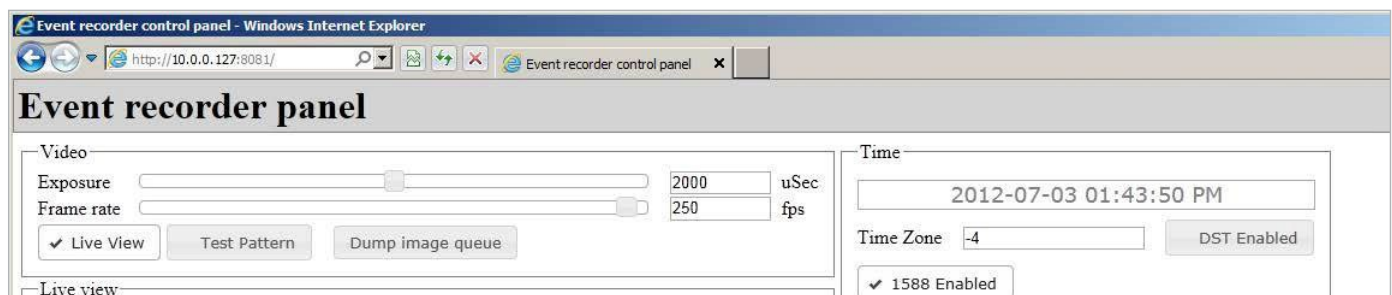 Event recorder control panel - Windows Internet Explorer
http://10.0.0.127:8081/
Event recorder control panel
Event recorder panel
Video
Exposure 2000 uSec
Frame rate 250 fps
Live View Test Pattern Dump image queue
Live view
Time
2012-07-03 01:43:50 PM
Time Zone -4 DST Enabled
1588 Enabled